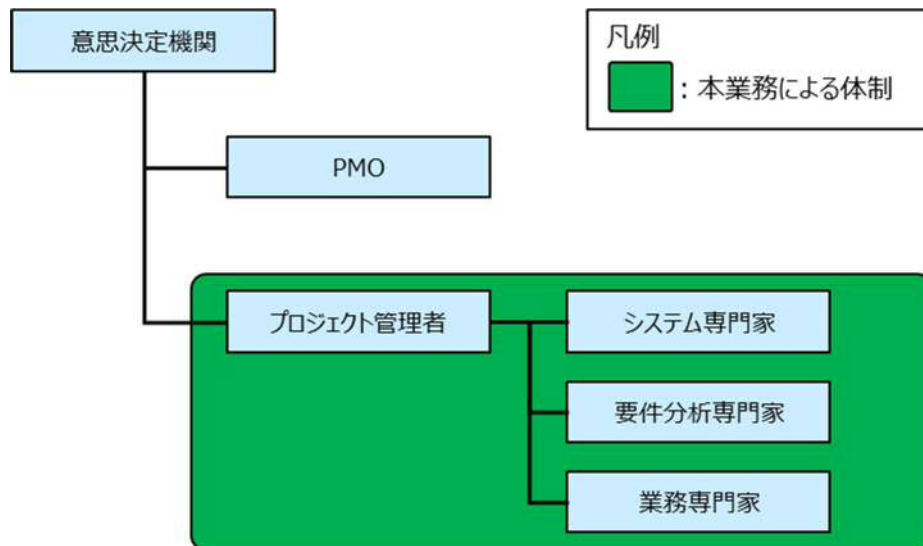 意思決定機関
凡例
：本業務による体制
PMO
プロジェクト管理者
システム専門家
要件分析専門家
業務専門家